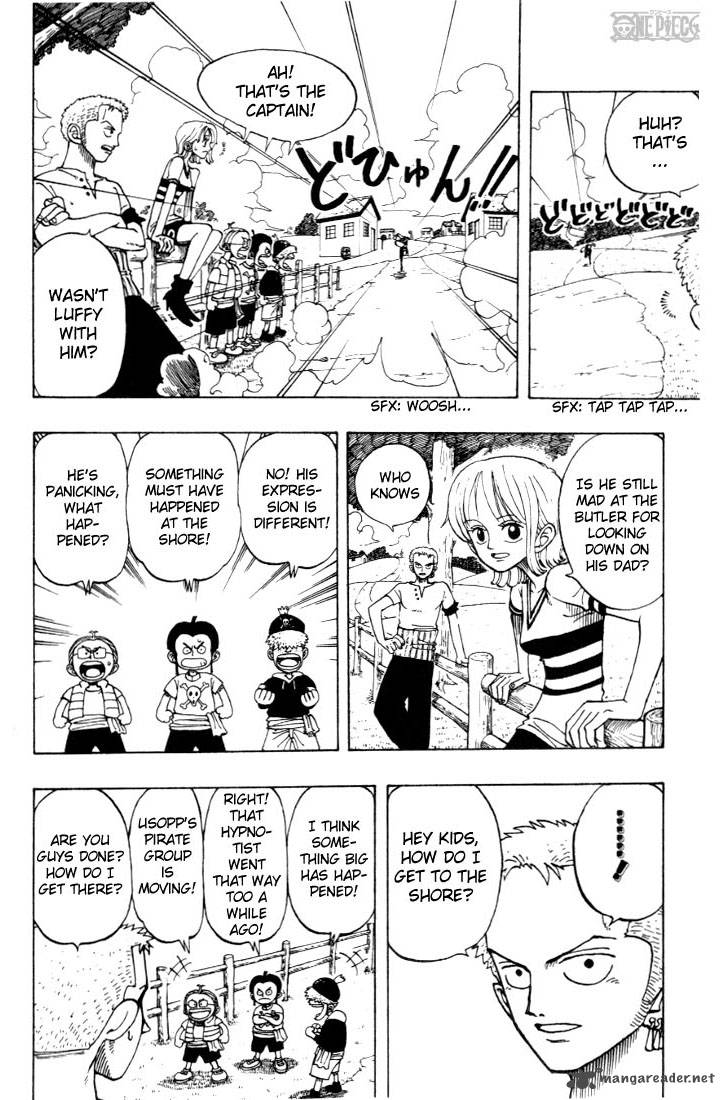 ワンピース
ONE PIECE
HUH?
THAT'S
...
どどどどどど
SFX: TAP TAP TAP...
AH!
THAT'S THE
CAPTAIN!
どひゅん!!
WASN'T
LUFFY
WITH
HIM?
SFX: WOOSH...
IS HE STILL
MAD AT THE
BUTLER FOR
LOOKING
DOWN ON
HIS DAD?
WHO
KNOWS
NO! HIS
EXPRES-
SION IS
DIFFERENT!
SOMETHING
MUST HAVE
HAPPENED
AT THE
SHORE!
HE'S
PANICKING,
WHAT
HAP-
PENED?
......!
HEY KIDS,
HOW DO I
GET TO THE
SHORE?
I THINK
SOME-
THING BIG
HAS HAP-
PENED!
RIGHT!
THAT
HYPNO-
TIST
WENT
THAT WAY
TOO A
WHILE
AGO!
USOPP'S
PIRATE
GROUP
IS
MOVING!
ARE YOU
GUYS DONE?
HOW DO I
GET THERE?
mangareader.net